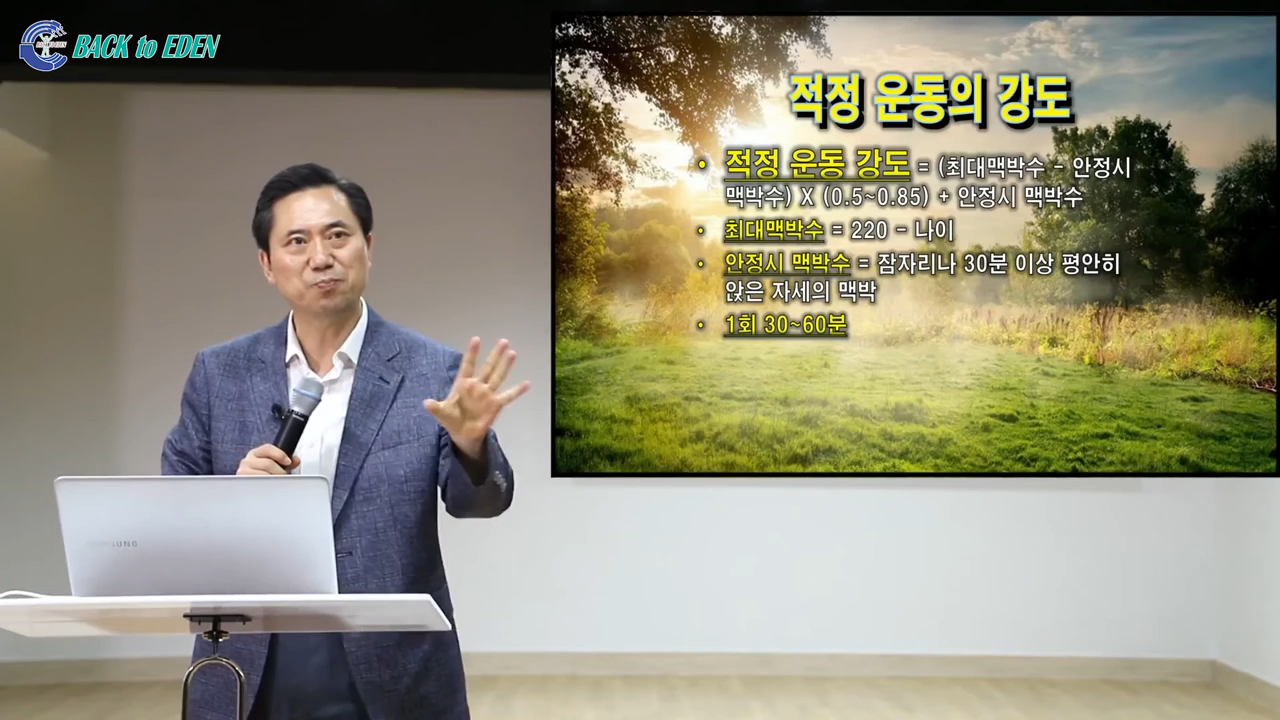 BACK to EDEN
적정 운동의 강도
• 적정 운동 강도 = (최대맥박수 - 안정시
맥박수) X (0.5~0.85) + 안정시 맥박수
• 최대맥박수 = 220 - 나이
• 안정시 맥박수 = 잠자리나 30분 이상 평안히
앉은 자세의 맥박
• 1회 30~60분